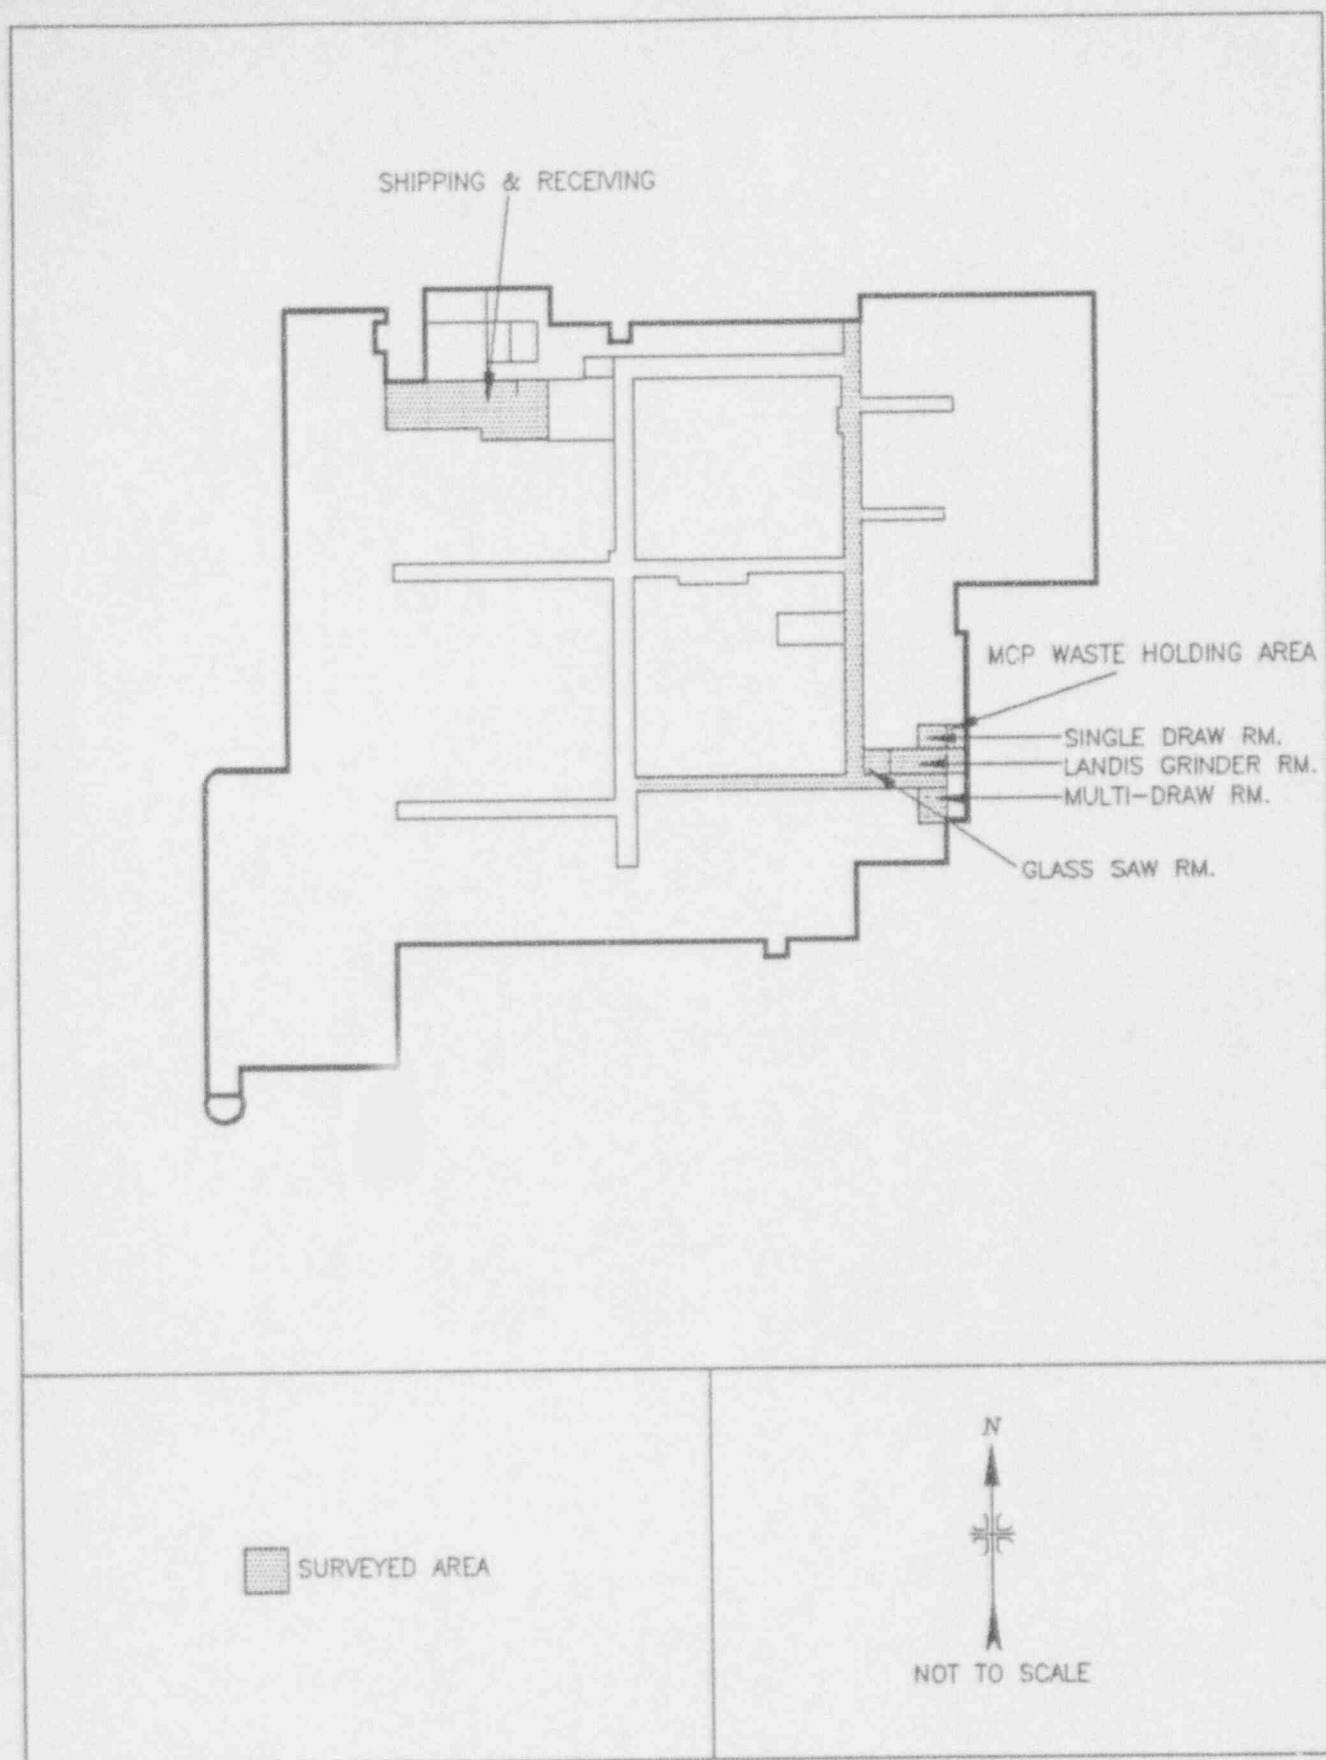 SHIPPING & RECEIVING
MCP WASTE HOLDING AREA
SINGLE DRAW RM.
LANDIS GRINDER RM.
MULTI-DRAW RM.
GLASS SAW RM.
SURVEYED AREA
N
NOT TO SCALE